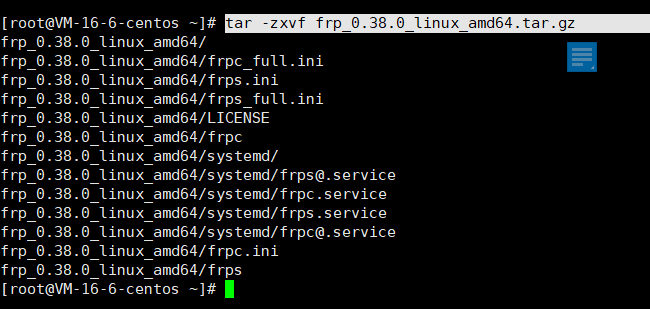 [root@VM-16-6-centos ~]# tar -zxvf frp_0.38.0_linux_amd64.tar.gz
frp_0.38.0_linux_amd64/
frp_0.38.0_linux_amd64/frpc_full.ini
frp_0.38.0_linux_amd64/frps.ini
frp_0.38.0_linux_amd64/frps_full.ini
frp_0.38.0_linux_amd64/LICENSE
frp_0.38.0_linux_amd64/frpc
frp_0.38.0_linux_amd64/systemd/
frp_0.38.0_linux_amd64/systemd/frps@.service
frp_0.38.0_linux_amd64/systemd/frpc.service
frp_0.38.0_linux_amd64/systemd/frps.service
frp_0.38.0_linux_amd64/systemd/frpc@.service
frp_0.38.0_linux_amd64/frpc.ini
frp_0.38.0_linux_amd64/frps
[root@VM-16-6-centos ~]#